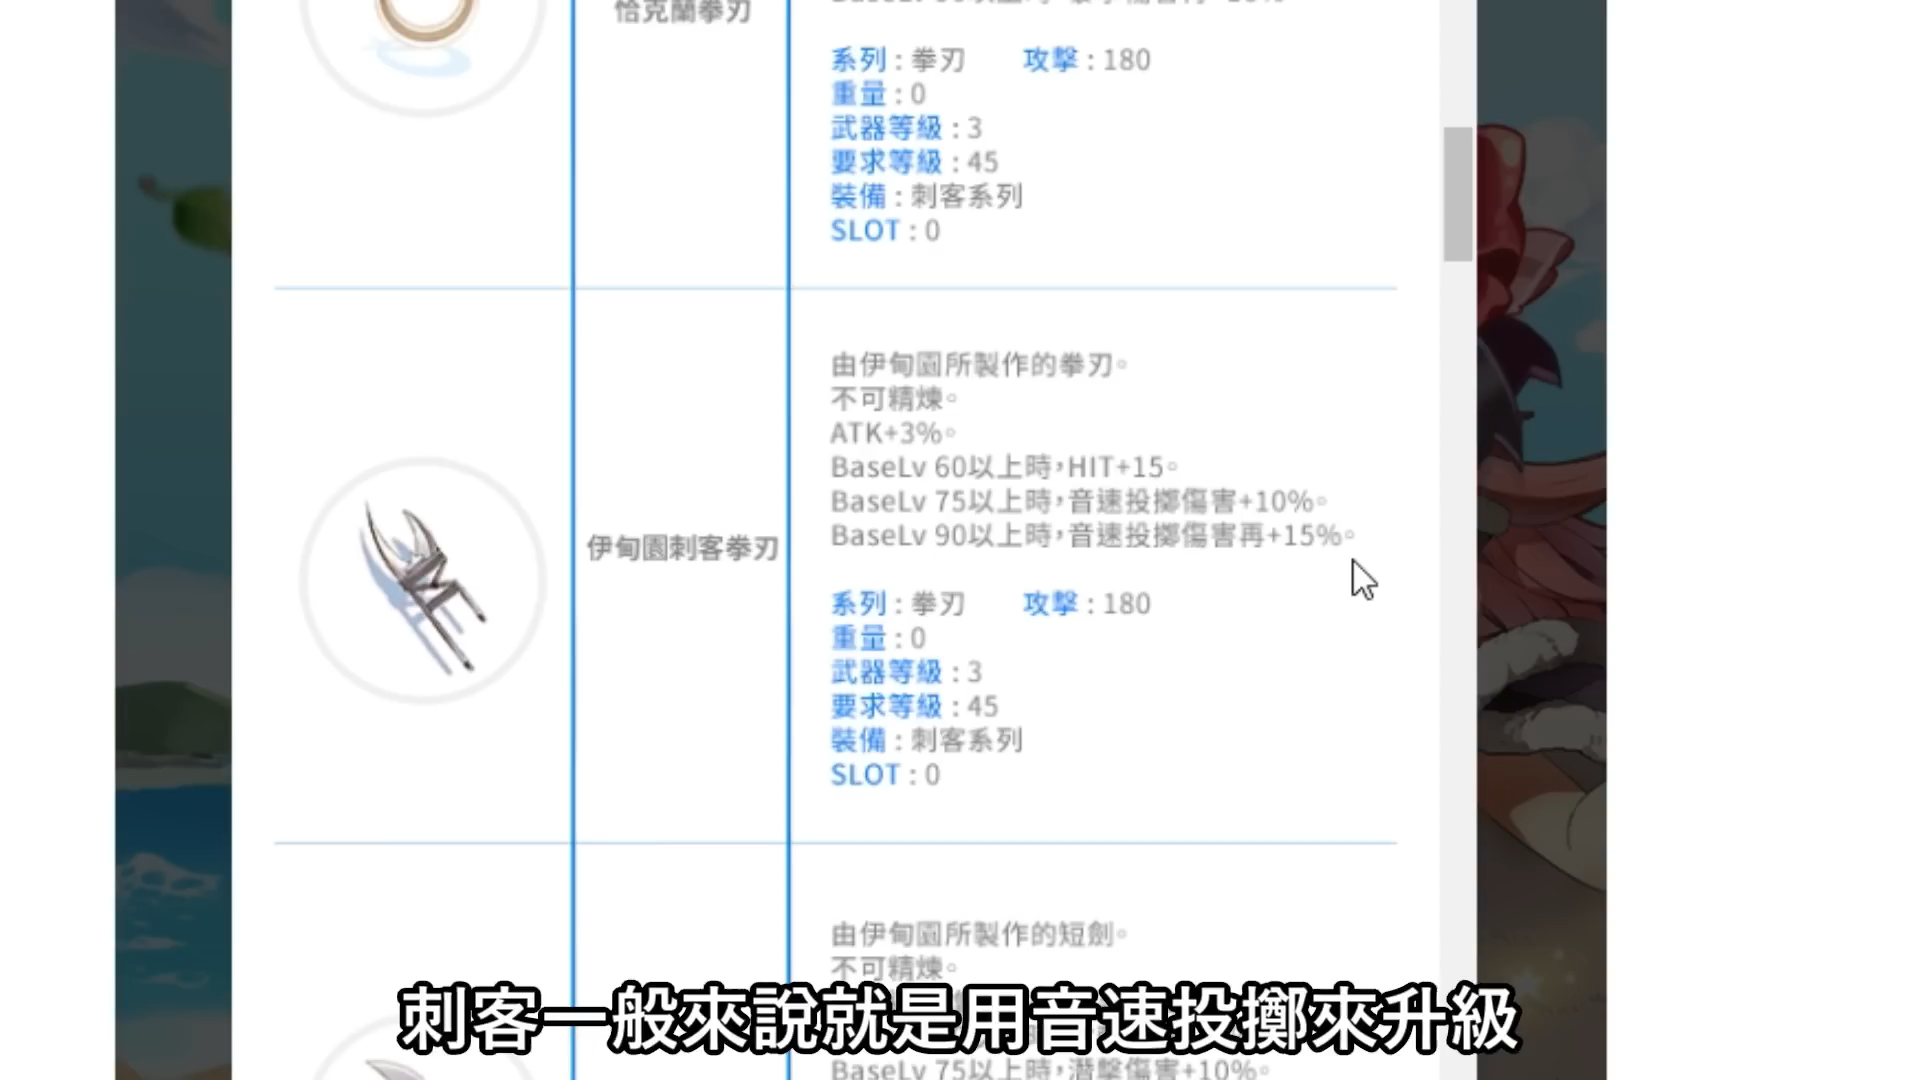 恰克蘭拳刃
系列 : 拳刃 攻擊 : 180
重量 : 0
武器等級 : 3
要求等級 : 45
裝備 : 刺客系列
SLOT : 0
伊甸園刺客拳刃
由伊甸園所製作的拳刃。
不可精煉。
ATK+3%。
BaseLv 60以上時，HIT+15。
BaseLv 75以上時，音速投擲傷害+10%。
BaseLv 90以上時，音速投擲傷害再+15%。
系列 : 拳刃 攻擊 : 180
重量 : 0
武器等級 : 3
要求等級 : 45
裝備 : 刺客系列
SLOT : 0
由伊甸園所製作的短劍。
不可精煉。
刺客一般來說就是用音速投擲來升級
BaseLv 75以上時，潛擊傷害+10%。